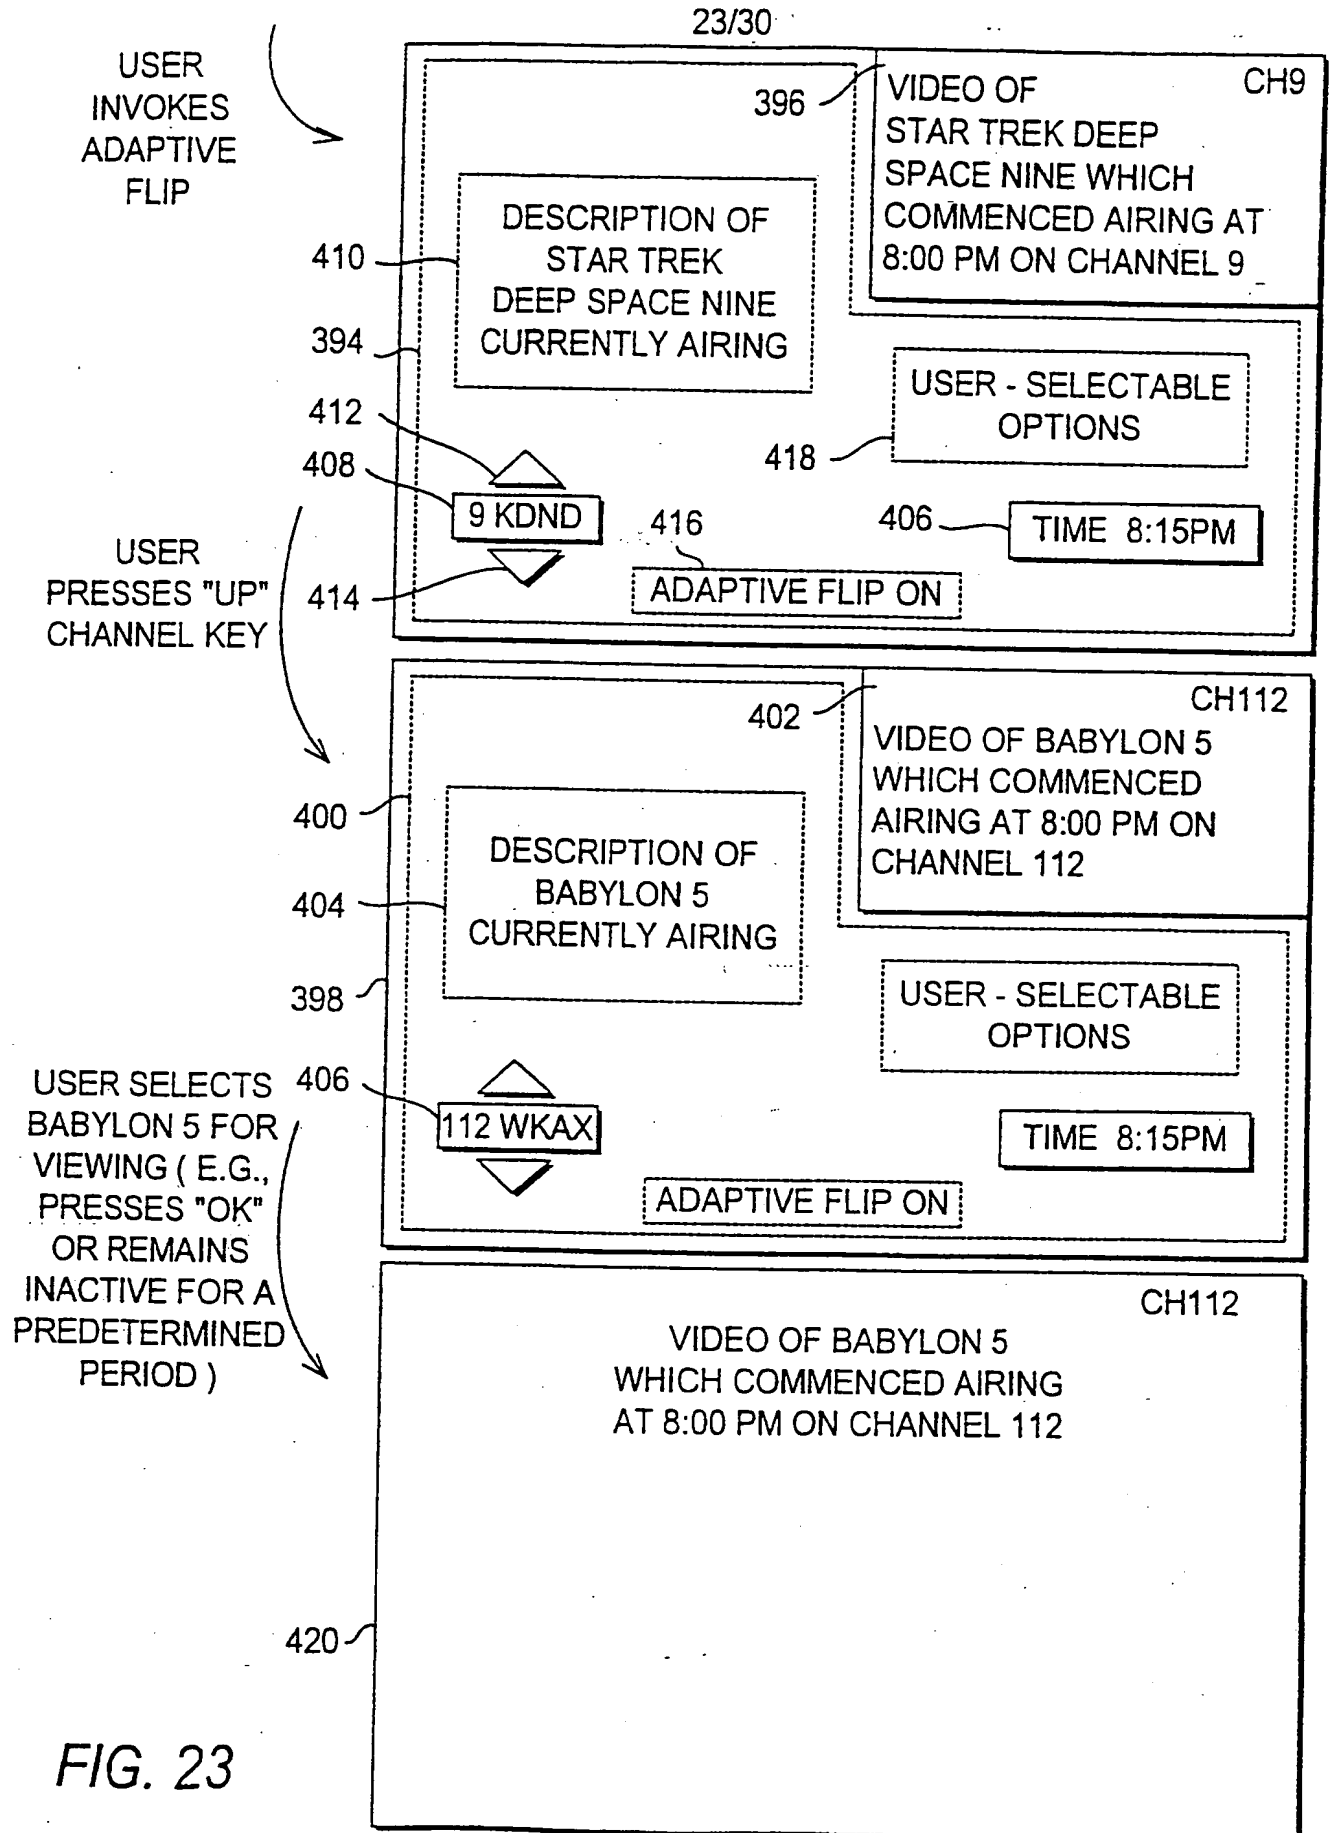 23/30
USER
INVOKES
ADAPTIVE
FLIP
396
CH9
VIDEO OF
STAR TREK DEEP
SPACE NINE WHICH
COMMENCED AIRING AT
8:00 PM ON CHANNEL 9
410
DESCRIPTION OF
STAR TREK
DEEP SPACE NINE
CURRENTLY AIRING
394
412
408
9 KDND
414
USER - SELECTABLE
OPTIONS
418
416
ADAPTIVE FLIP ON
406
TIME 8:15PM
USER
PRESSES "UP"
CHANNEL KEY
402
CH112
VIDEO OF BABYLON 5
WHICH COMMENCED
AIRING AT 8:00 PM ON
CHANNEL 112
400
DESCRIPTION OF
BABYLON 5
CURRENTLY AIRING
404
398
USER - SELECTABLE
OPTIONS
406
112 WKAX
TIME 8:15PM
ADAPTIVE FLIP ON
USER SELECTS
BABYLON 5 FOR
VIEWING ( E.G.,
PRESSES "OK"
OR REMAINS
INACTIVE FOR A
PREDETERMINED
PERIOD )
CH112
VIDEO OF BABYLON 5
WHICH COMMENCED AIRING
AT 8:00 PM ON CHANNEL 112
420
FIG. 23